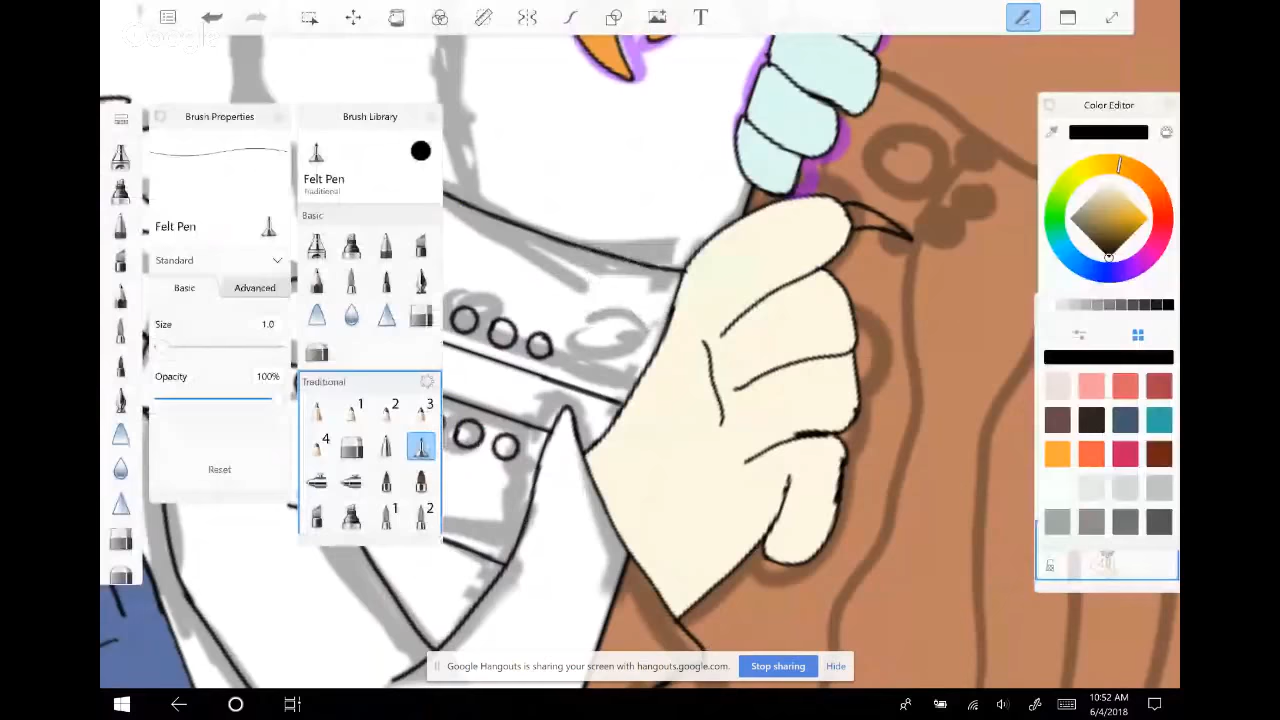 Google
T
Brush Properties
Brush Library
Color Editor
Felt Pen
Traditional
Basic
Felt Pen
Standard
Basic
Advanced
Size
1.0
Opacity
100%
Traditional
1
2
3
4
Reset
1
2
Google Hangouts is sharing your screen with hangouts.google.com.
Stop sharing
Hide
10:52 AM
6/4/2018